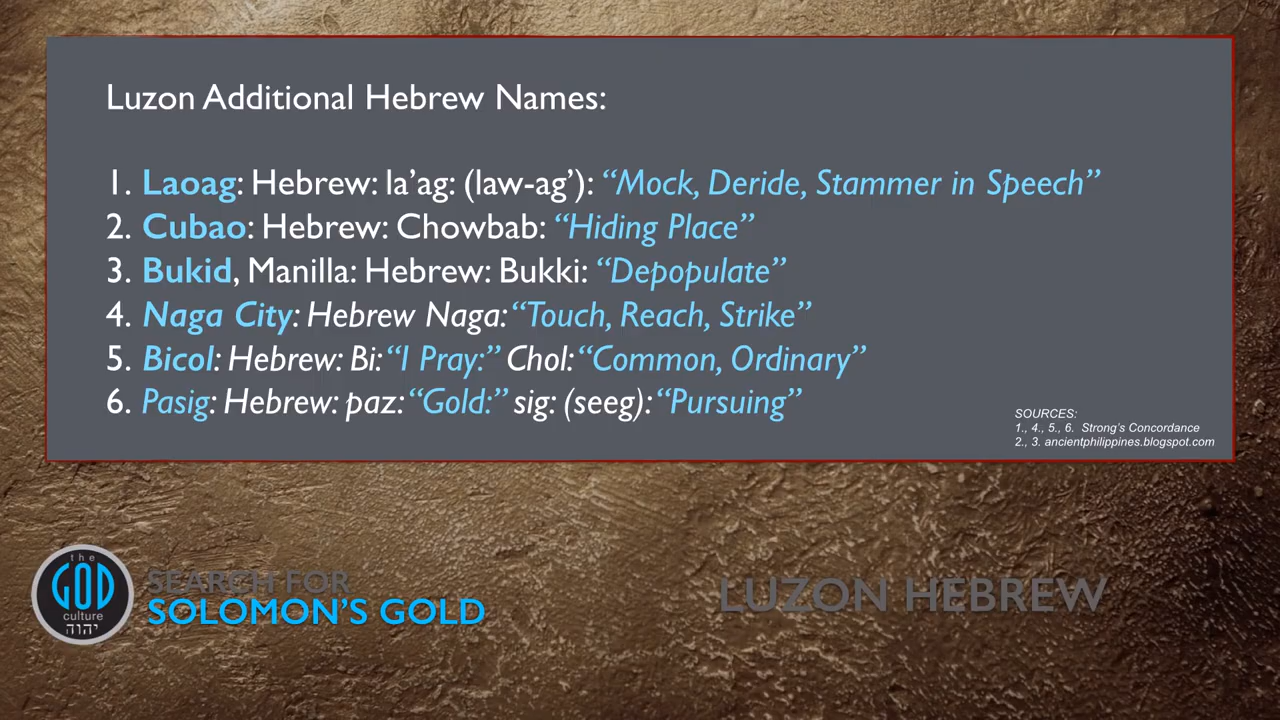 Luzon Additional Hebrew Names:
1. Laoag: Hebrew: la’ag: (law-ag’): “Mock, Deride, Stammer in Speech”
2. Cubao: Hebrew: Chowbab: “Hiding Place”
3. Bukid, Manilla: Hebrew: Bukki: “Depopulate”
4. Naga City: Hebrew Naga: “Touch, Reach, Strike”
5. Bicol: Hebrew: Bi: “I Pray:” Chol: “Common, Ordinary”
6. Pasig: Hebrew: paz: “Gold:” sig: (seeg): “Pursuing”
SOURCES:
1., 4., 5., 6. Strong’s Concordance
2., 3. ancientphilippines.blogspot.com
the
GOD
culture
יהוה
SEARCH FOR
SOLOMON’S GOLD
LUZON HEBREW